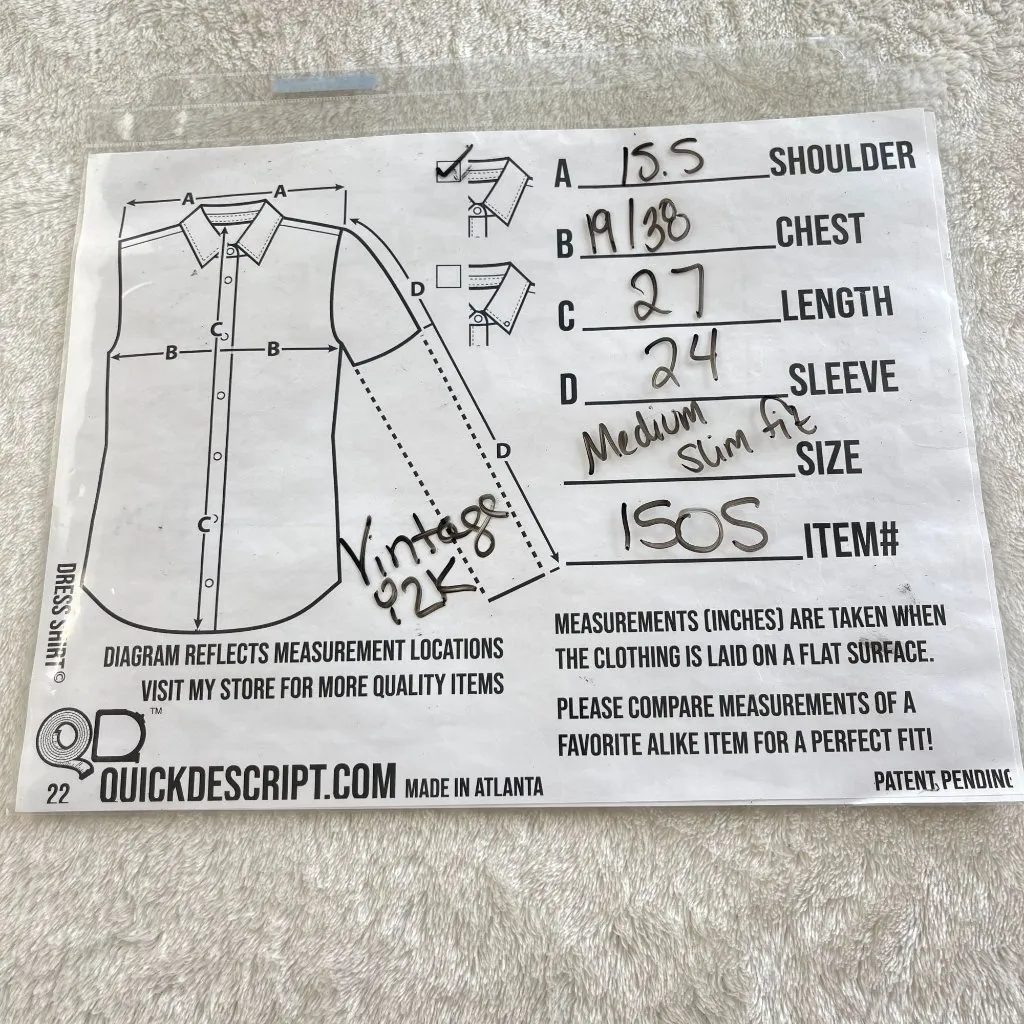 A 15.5 SHOULDER
B 19/38 CHEST
C 27 LENGTH
D 24 SLEEVE
Medium
Slim fit SIZE
1505 ITEM#
A A
D
C
B B
D
C
Vintage
Y2K
DRESS SHIRT ©
DIAGRAM REFLECTS MEASUREMENT LOCATIONS
VISIT MY STORE FOR MORE QUALITY ITEMS
MEASUREMENTS (INCHES) ARE TAKEN WHEN
THE CLOTHING IS LAID ON A FLAT SURFACE.
PLEASE COMPARE MEASUREMENTS OF A
FAVORITE ALIKE ITEM FOR A PERFECT FIT!
QD ™
22 QUICKDESCRIPT.COM MADE IN ATLANTA
PATENT PENDING